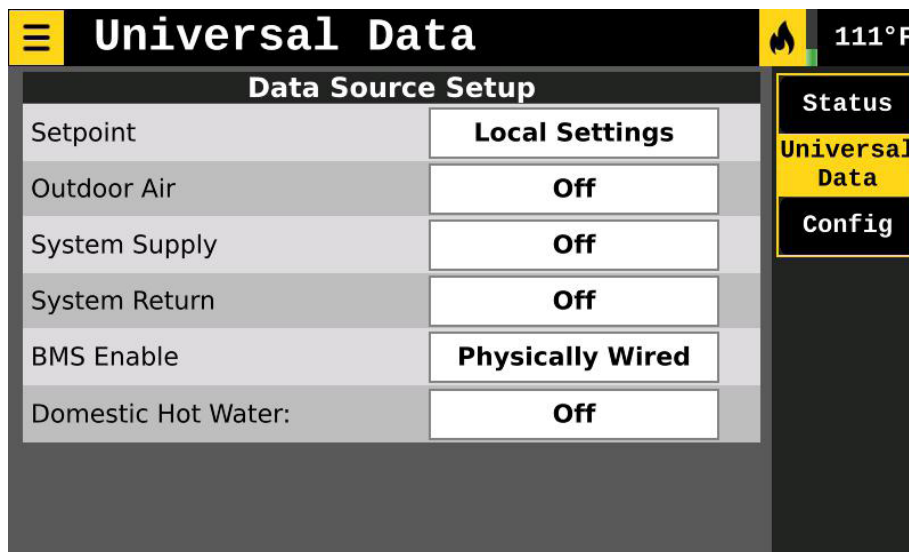 Universal Data
111°F
Data Source Setup
Setpoint Local Settings
Outdoor Air Off
System Supply Off
System Return Off
BMS Enable Physically Wired
Domestic Hot Water: Off
Status
Universal
Data
Config